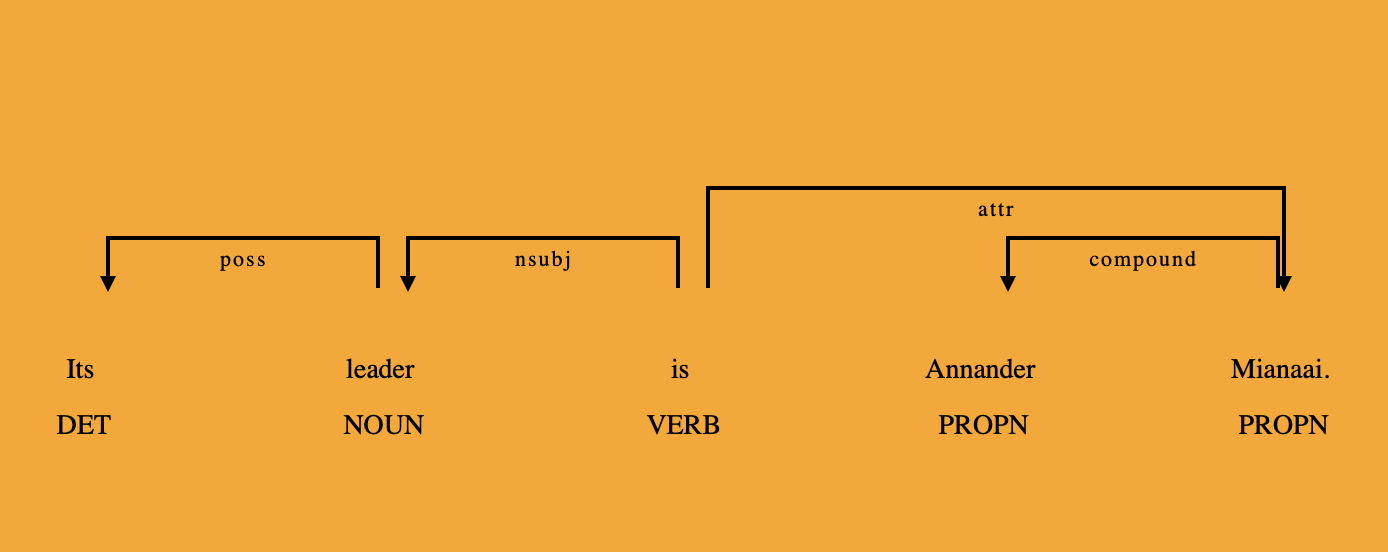 attr
poss nsubj compound
Its leader is Annander Mianaai.
DET NOUN VERB PROPN PROPN